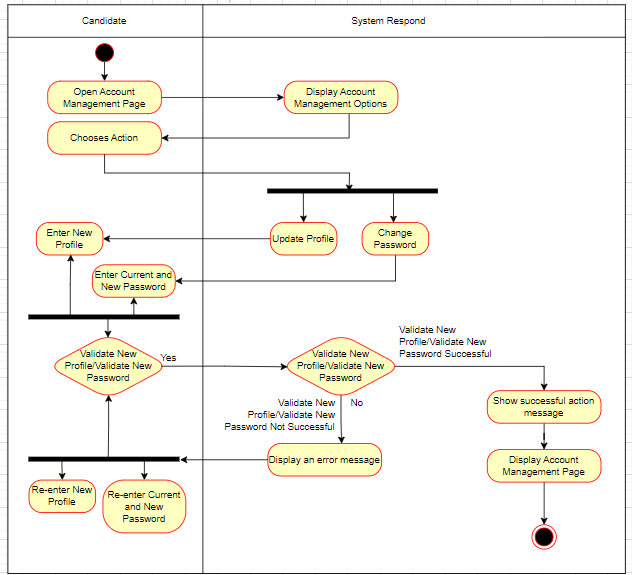 Candidate
System Respond
Open Account
Management Page
Display Account
Management Options
Chooses Action
Enter New
Profile
Update Profile
Change
Password
Enter Current and
New Password
Validate New
Profile/Validate New
Password
Yes
Validate New
Profile/Validate New
Password
Validate New
Profile/Validate New
Password Successful
Validate New
Profile/Validate New
Password Not Successful
No
Show successful action
message
Display an error message
Display Account
Management Page
Re-enter New
Profile
Re-enter Current
and New
Password